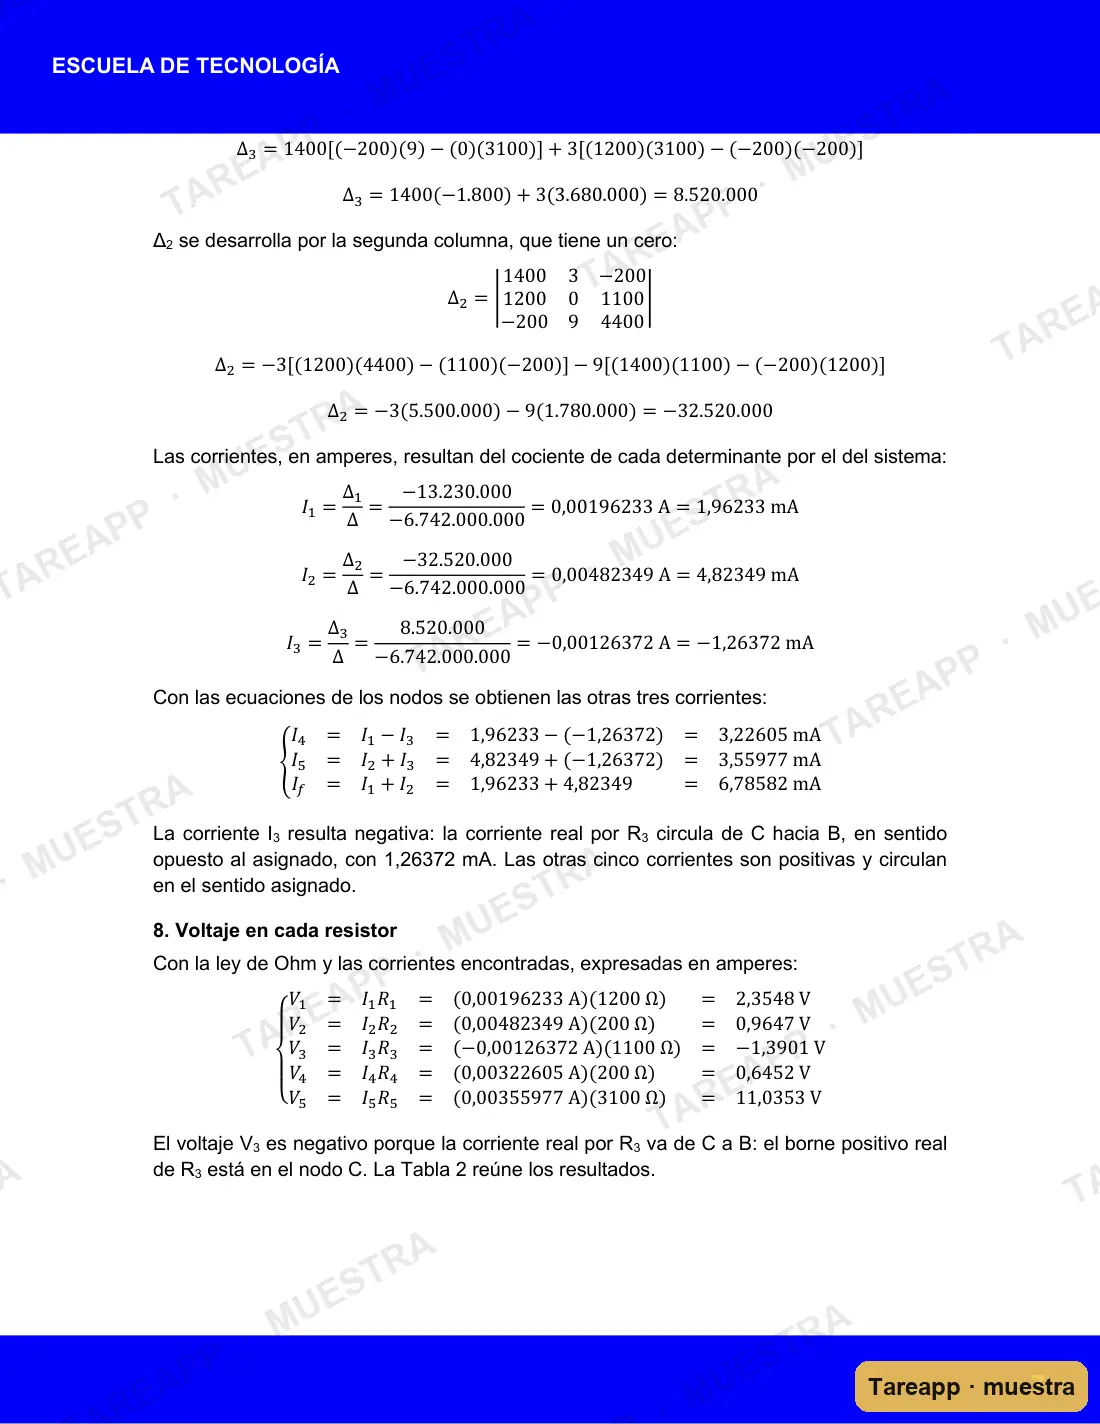 ESCUELA DE TECNOLOGÍA
Δ₃ = 1400[(−200)(9) − (0)(3100)] + 3[(1200)(3100) − (−200)(−200)]
Δ₃ = 1400(−1.800) + 3(3.680.000) = 8.520.000
Δ₂ se desarrolla por la segunda columna, que tiene un cero:
Δ₂ = |1400 3 −200|
|1200 0 1100|
|−200 9 4400|
Δ₂ = −3[(1200)(4400) − (1100)(−200)] − 9[(1400)(1100) − (−200)(1200)]
Δ₂ = −3(5.500.000) − 9(1.780.000) = −32.520.000
Las corrientes, en amperes, resultan del cociente de cada determinante por el del sistema:
I₁ = Δ₁/Δ = −13.230.000/−6.742.000.000 = 0,00196233 A = 1,96233 mA
I₂ = Δ₂/Δ = −32.520.000/−6.742.000.000 = 0,00482349 A = 4,82349 mA
I₃ = Δ₃/Δ = 8.520.000/−6.742.000.000 = −0,00126372 A = −1,26372 mA
Con las ecuaciones de los nodos se obtienen las otras tres corrientes:
I₄ = I₁ − I₃ = 1,96233 − (−1,26372) = 3,22605 mA
I₅ = I₂ + I₃ = 4,82349 + (−1,26372) = 3,55977 mA
I_f = I₁ + I₂ = 1,96233 + 4,82349 = 6,78582 mA
La corriente I₃ resulta negativa: la corriente real por R₃ circula de C hacia B, en sentido
opuesto al asignado, con 1,26372 mA. Las otras cinco corrientes son positivas y circulan
en el sentido asignado.
8. Voltaje en cada resistor
Con la ley de Ohm y las corrientes encontradas, expresadas en amperes:
V₁ = I₁R₁ = (0,00196233 A)(1200 Ω) = 2,3548 V
V₂ = I₂R₂ = (0,00482349 A)(200 Ω) = 0,9647 V
V₃ = I₃R₃ = (−0,00126372 A)(1100 Ω) = −1,3901 V
V₄ = I₄R₄ = (0,00322605 A)(200 Ω) = 0,6452 V
V₅ = I₅R₅ = (0,00355977 A)(3100 Ω) = 11,0353 V
El voltaje V₃ es negativo porque la corriente real por R₃ va de C a B: el borne positivo real
de R₃ está en el nodo C. La Tabla 2 reúne los resultados.
Tareapp · muestra
TAREAPP · MUESTRA